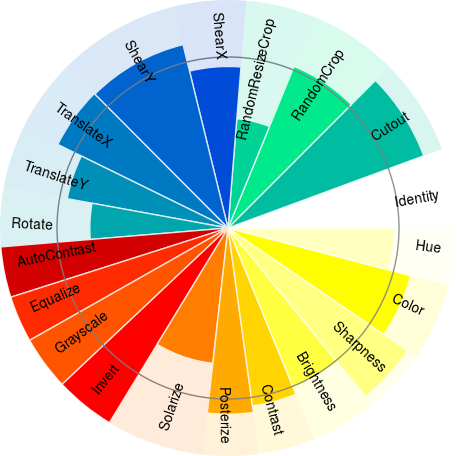 ShearX
RandomResizeCrop
RandomCrop
Cutout
Identity
Hue
Color
Sharpness
Brightness
Contrast
Posterize
Solarize
Invert
Grayscale
Equalize
AutoContrast
Rotate
TranslateY
TranslateX
ShearY